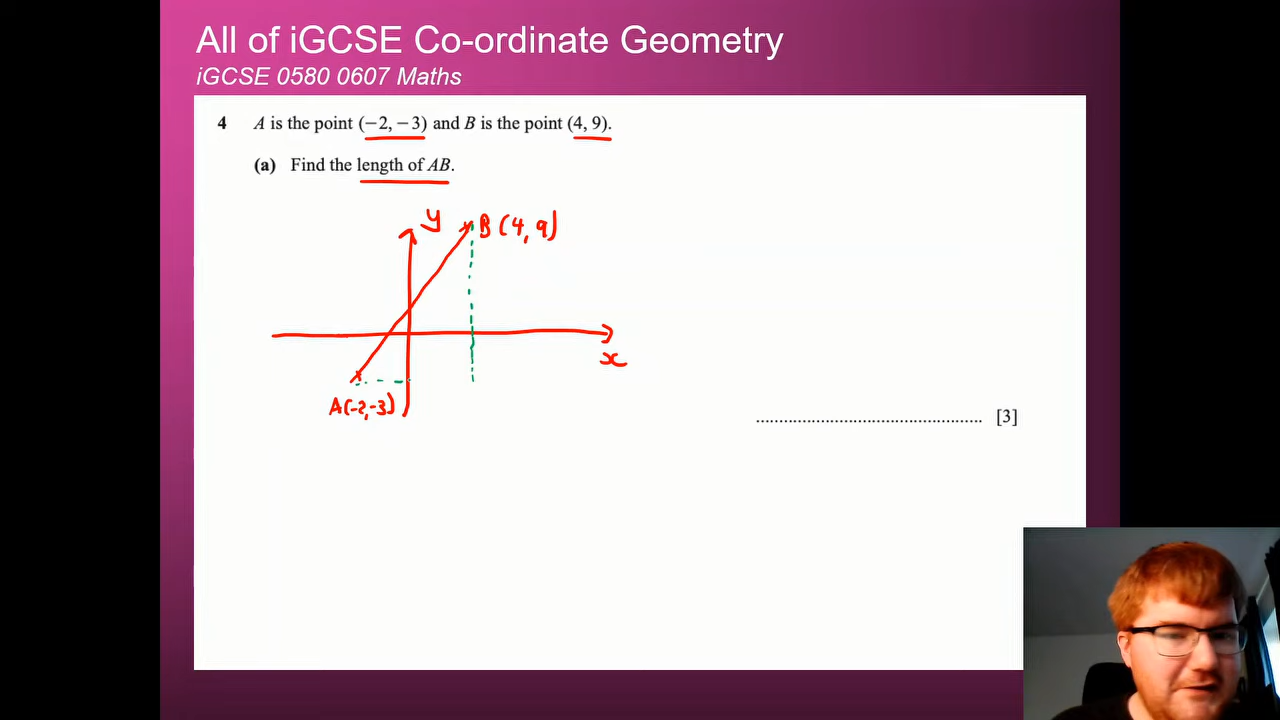 All of iGCSE Co-ordinate Geometry
iGCSE 0580 0607 Maths
4 A is the point (−2, −3) and B is the point (4, 9).
(a) Find the length of AB.
y
B (4, 9)
x
A(-2,-3)
.................................................. [3]